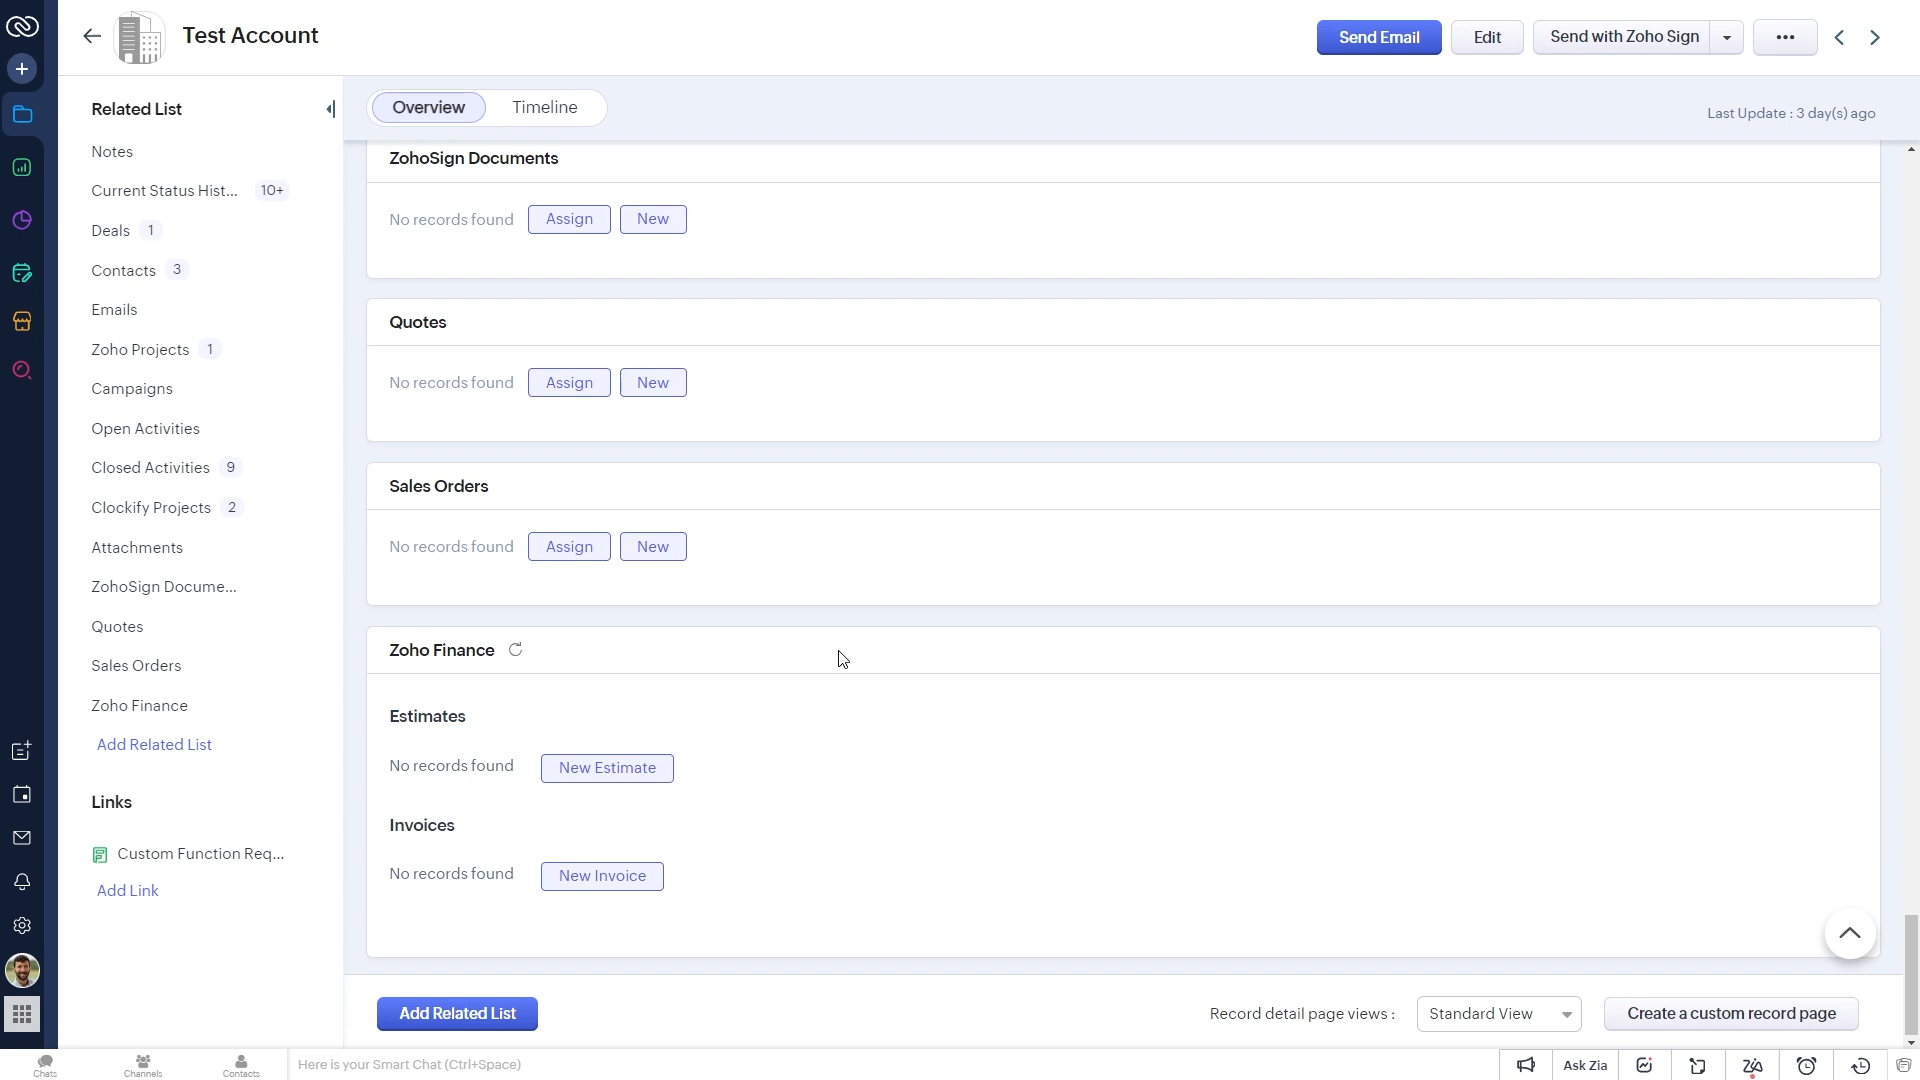 Test Account
Send Email
Edit
Send with Zoho Sign
Related List
Notes
Current Status Hist... 10+
Deals 1
Contacts 3
Emails
Zoho Projects 1
Campaigns
Open Activities
Closed Activities 9
Clockify Projects 2
Attachments
ZohoSign Docume...
Quotes
Sales Orders
Zoho Finance
Add Related List
Links
Custom Function Req...
Add Link
Overview Timeline
Last Update : 3 day(s) ago
ZohoSign Documents
No records found Assign New
Quotes
No records found Assign New
Sales Orders
No records found Assign New
Zoho Finance
Estimates
No records found New Estimate
Invoices
No records found New Invoice
Add Related List
Record detail page views :
Standard View
Create a custom record page
Chats
Channels
Contacts
Here is your Smart Chat (Ctrl+Space)
Ask Zia